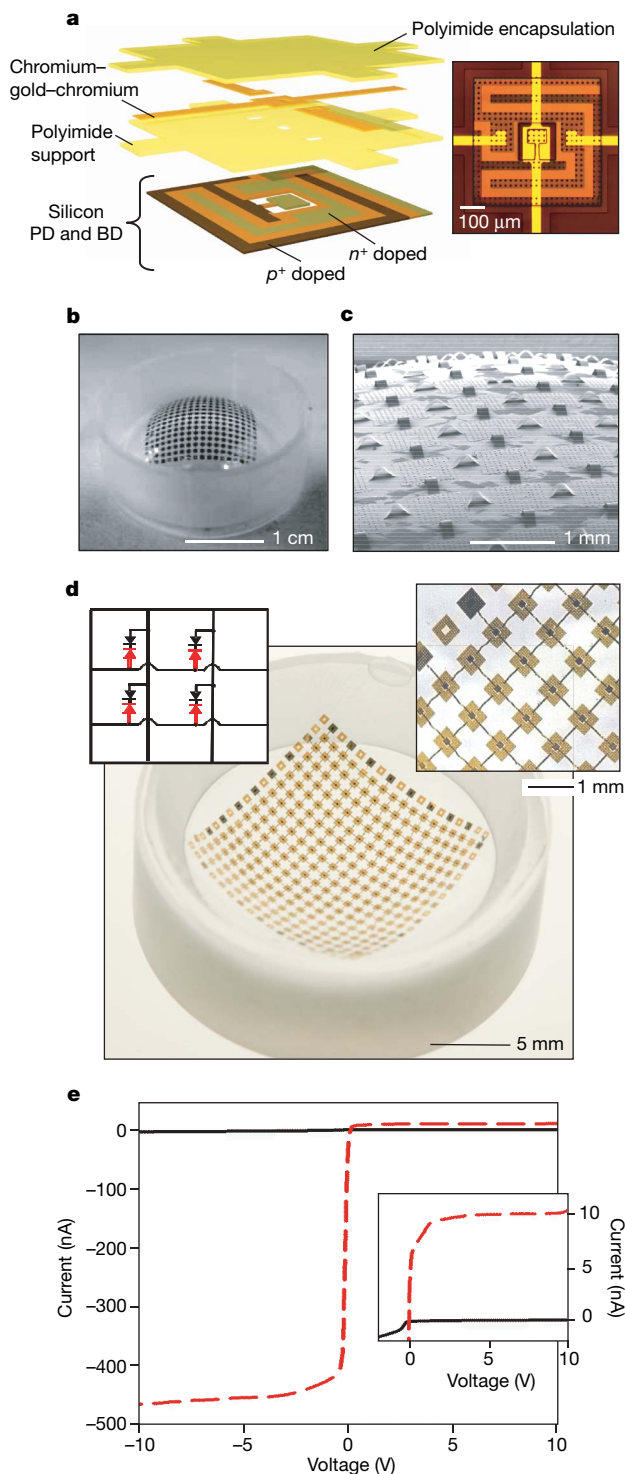 a
Polyimide encapsulation
Chromium–
gold–chromium
Polyimide
support
Silicon
PD and BD
n+ doped
p+ doped
100 μm
b
c
1 cm
1 mm
d
1 mm
5 mm
e
0
–100
–200
–300
–400
–500
Current (nA)
–10
–5
0
5
10
Voltage (V)
10
5
0
Current (nA)
0
5
10
Voltage (V)